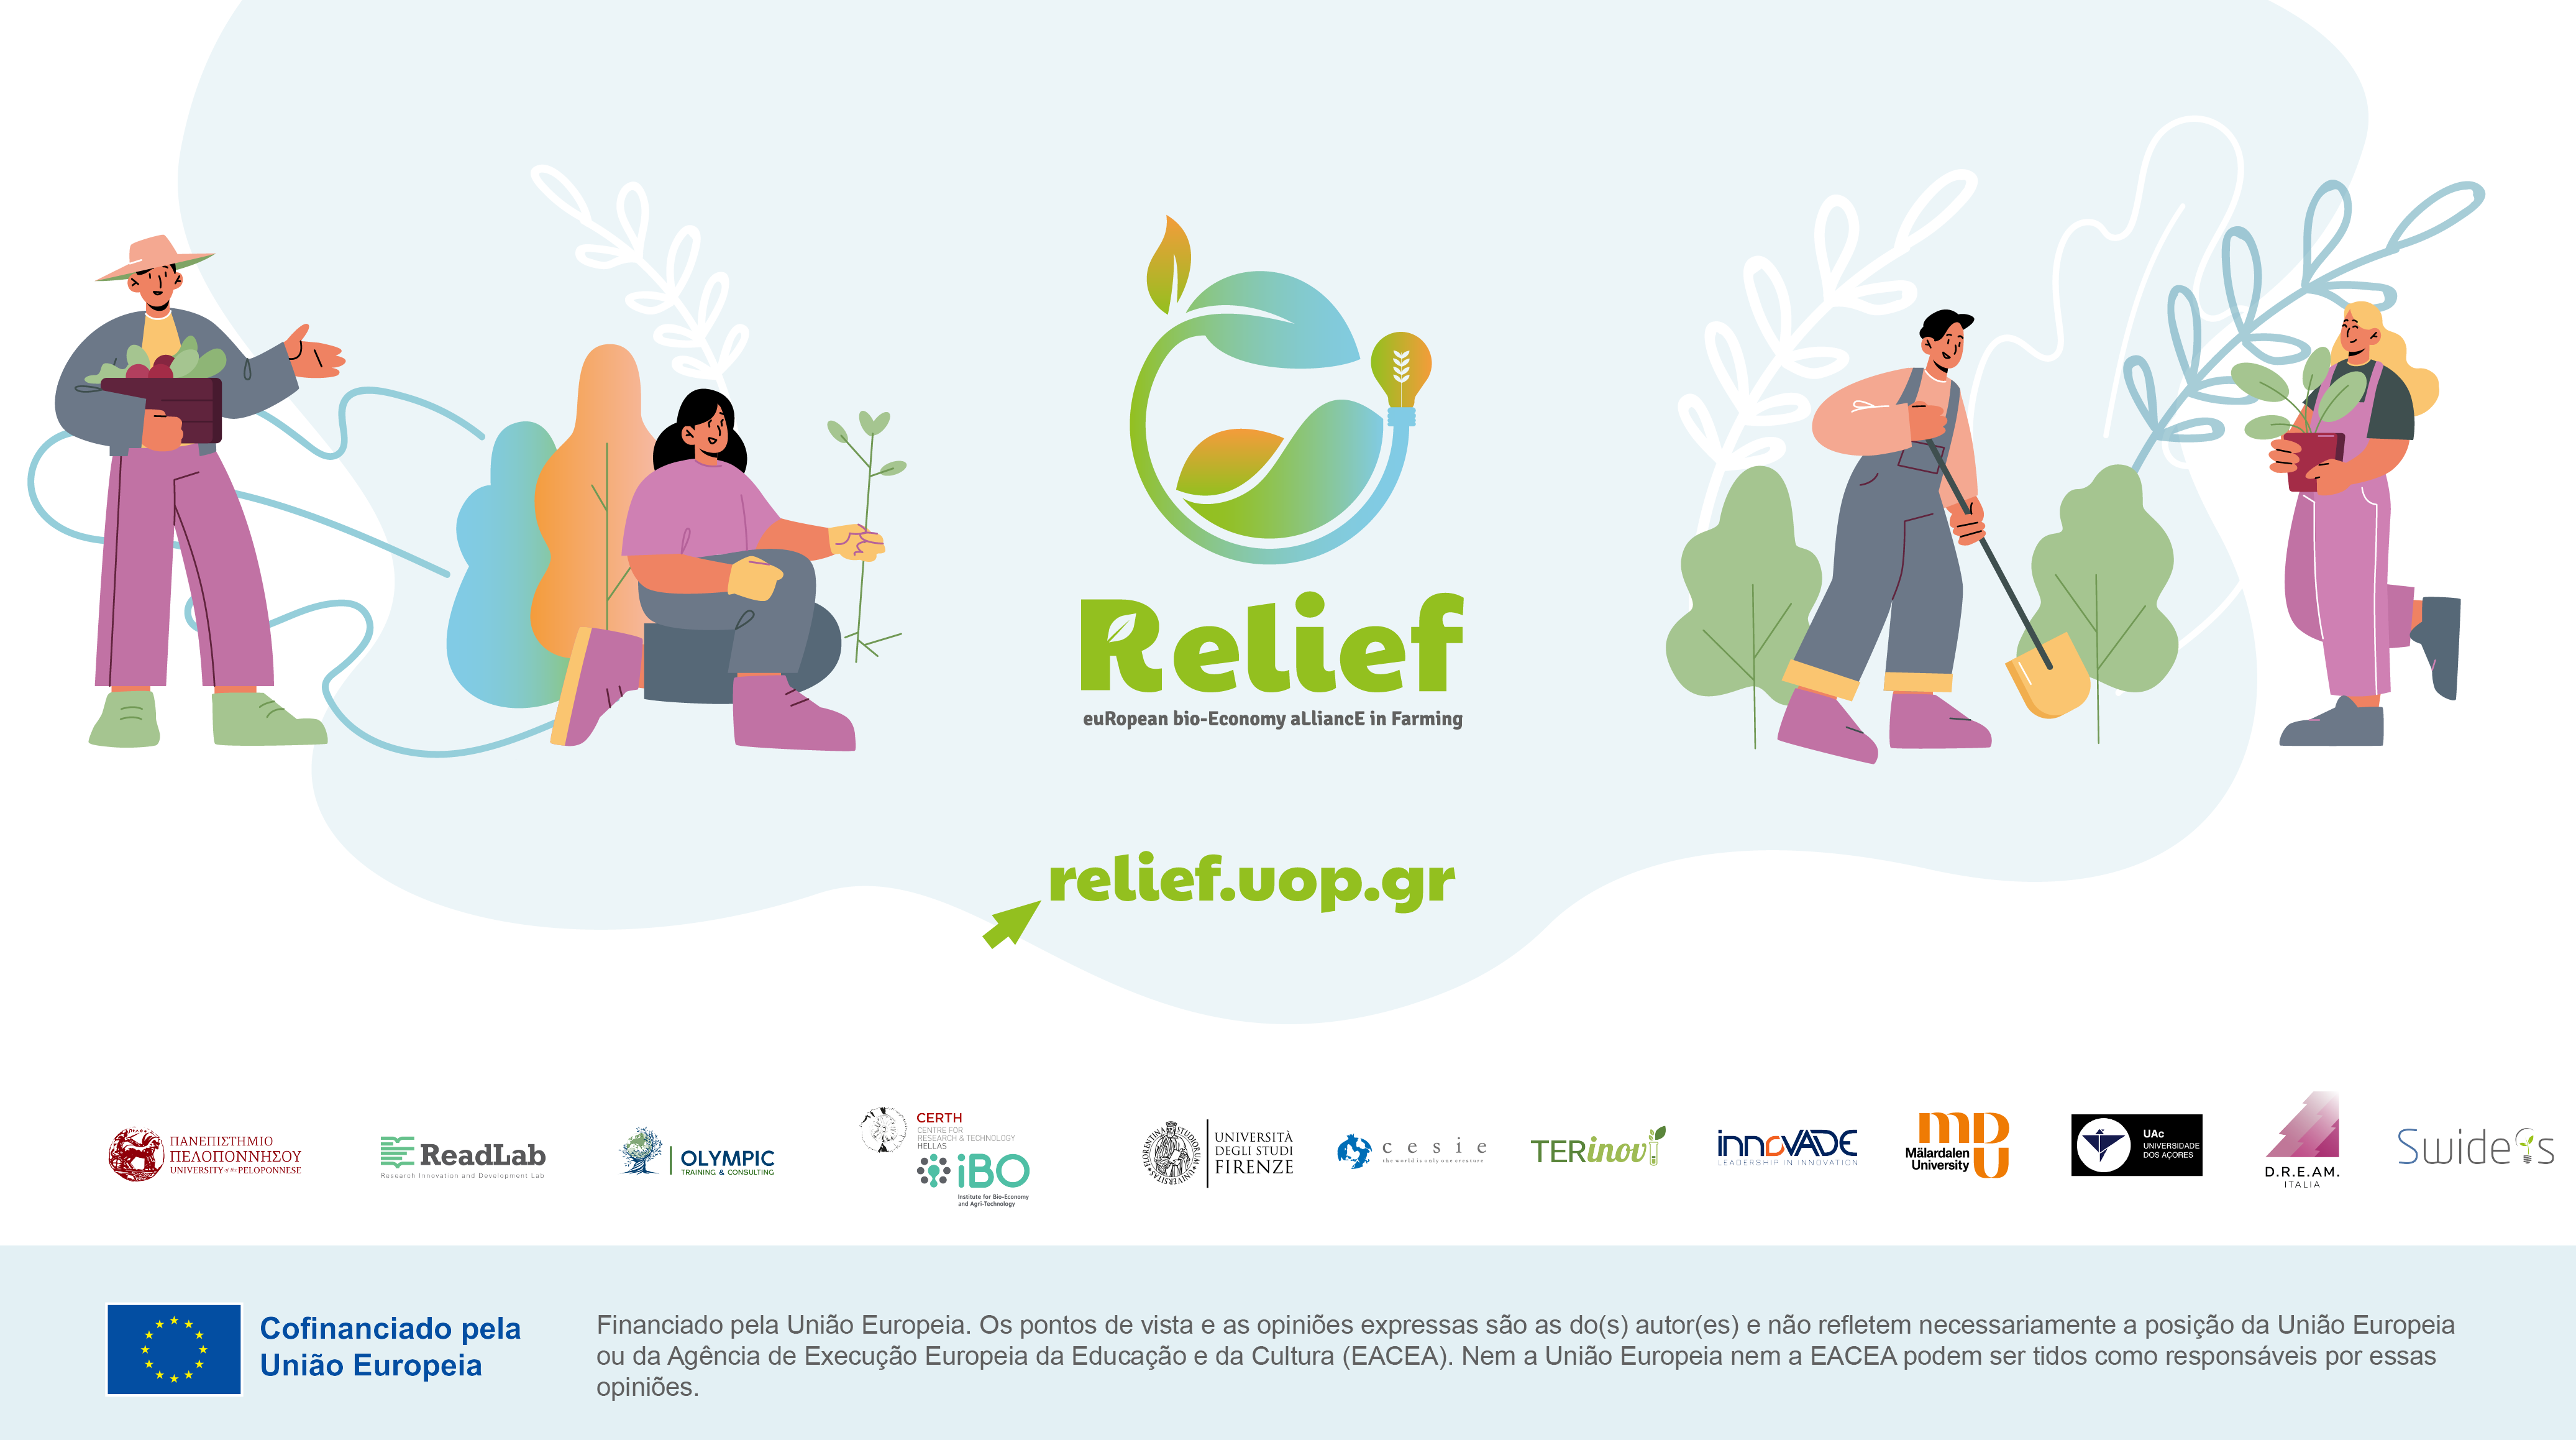 Relief
euRopean bio-Economy aLliancE in Farming
relief.uop.gr
ΠΑΝΕΠΙΣΤΗΜΙΟ
ΠΕΛΟΠΟΝΝΗΣΟΥ
UNIVERSITY of the PELOPONNESE
ReadLab
Research Innovation and Development Lab
OLYMPIC
TRAINING & CONSULTING
CERTH
CENTRE FOR
RESEARCH & TECHNOLOGY
HELLAS
iBO
Institute for Bio-Economy
and Agri-Technology
UNIVERSITÀ
DEGLI STUDI
FIRENZE
cesie
the world is only one creature
TERinov
innovade
LEADERSHIP IN INNOVATION
mdu
Mälardalen
University
UAc
UNIVERSIDADE
DOS AÇORES
D.R.E.AM.
ITALIA
Swideas
Cofinanciado pela
União Europeia
Financiado pela União Europeia. Os pontos de vista e as opiniões expressas são as do(s) autor(es) e não refletem necessariamente a posição da União Europeia
ou da Agência de Execução Europeia da Educação e da Cultura (EACEA). Nem a União Europeia nem a EACEA podem ser tidos como responsáveis por essas
opiniões.